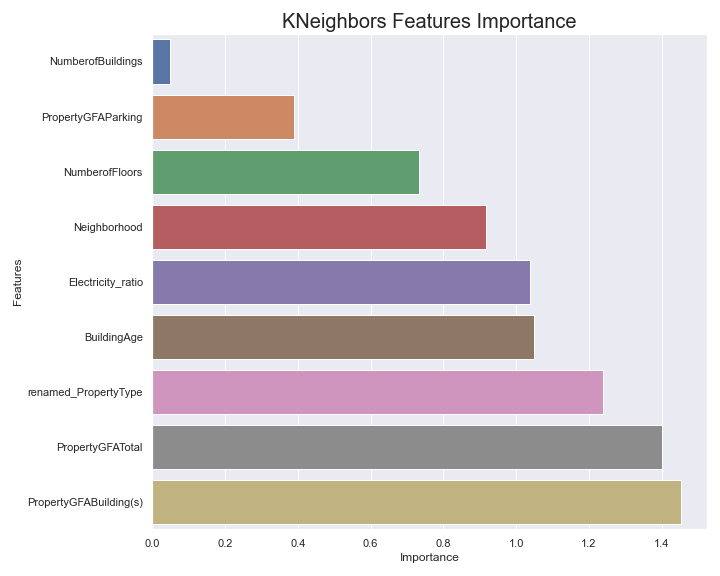 KNeighbors Features Importance
Features
NumberofBuildings
PropertyGFAParking
NumberofFloors
Neighborhood
Electricity_ratio
BuildingAge
renamed_PropertyType
PropertyGFATotal
PropertyGFABuilding(s)
0.0 0.2 0.4 0.6 0.8 1.0 1.2 1.4
Importance